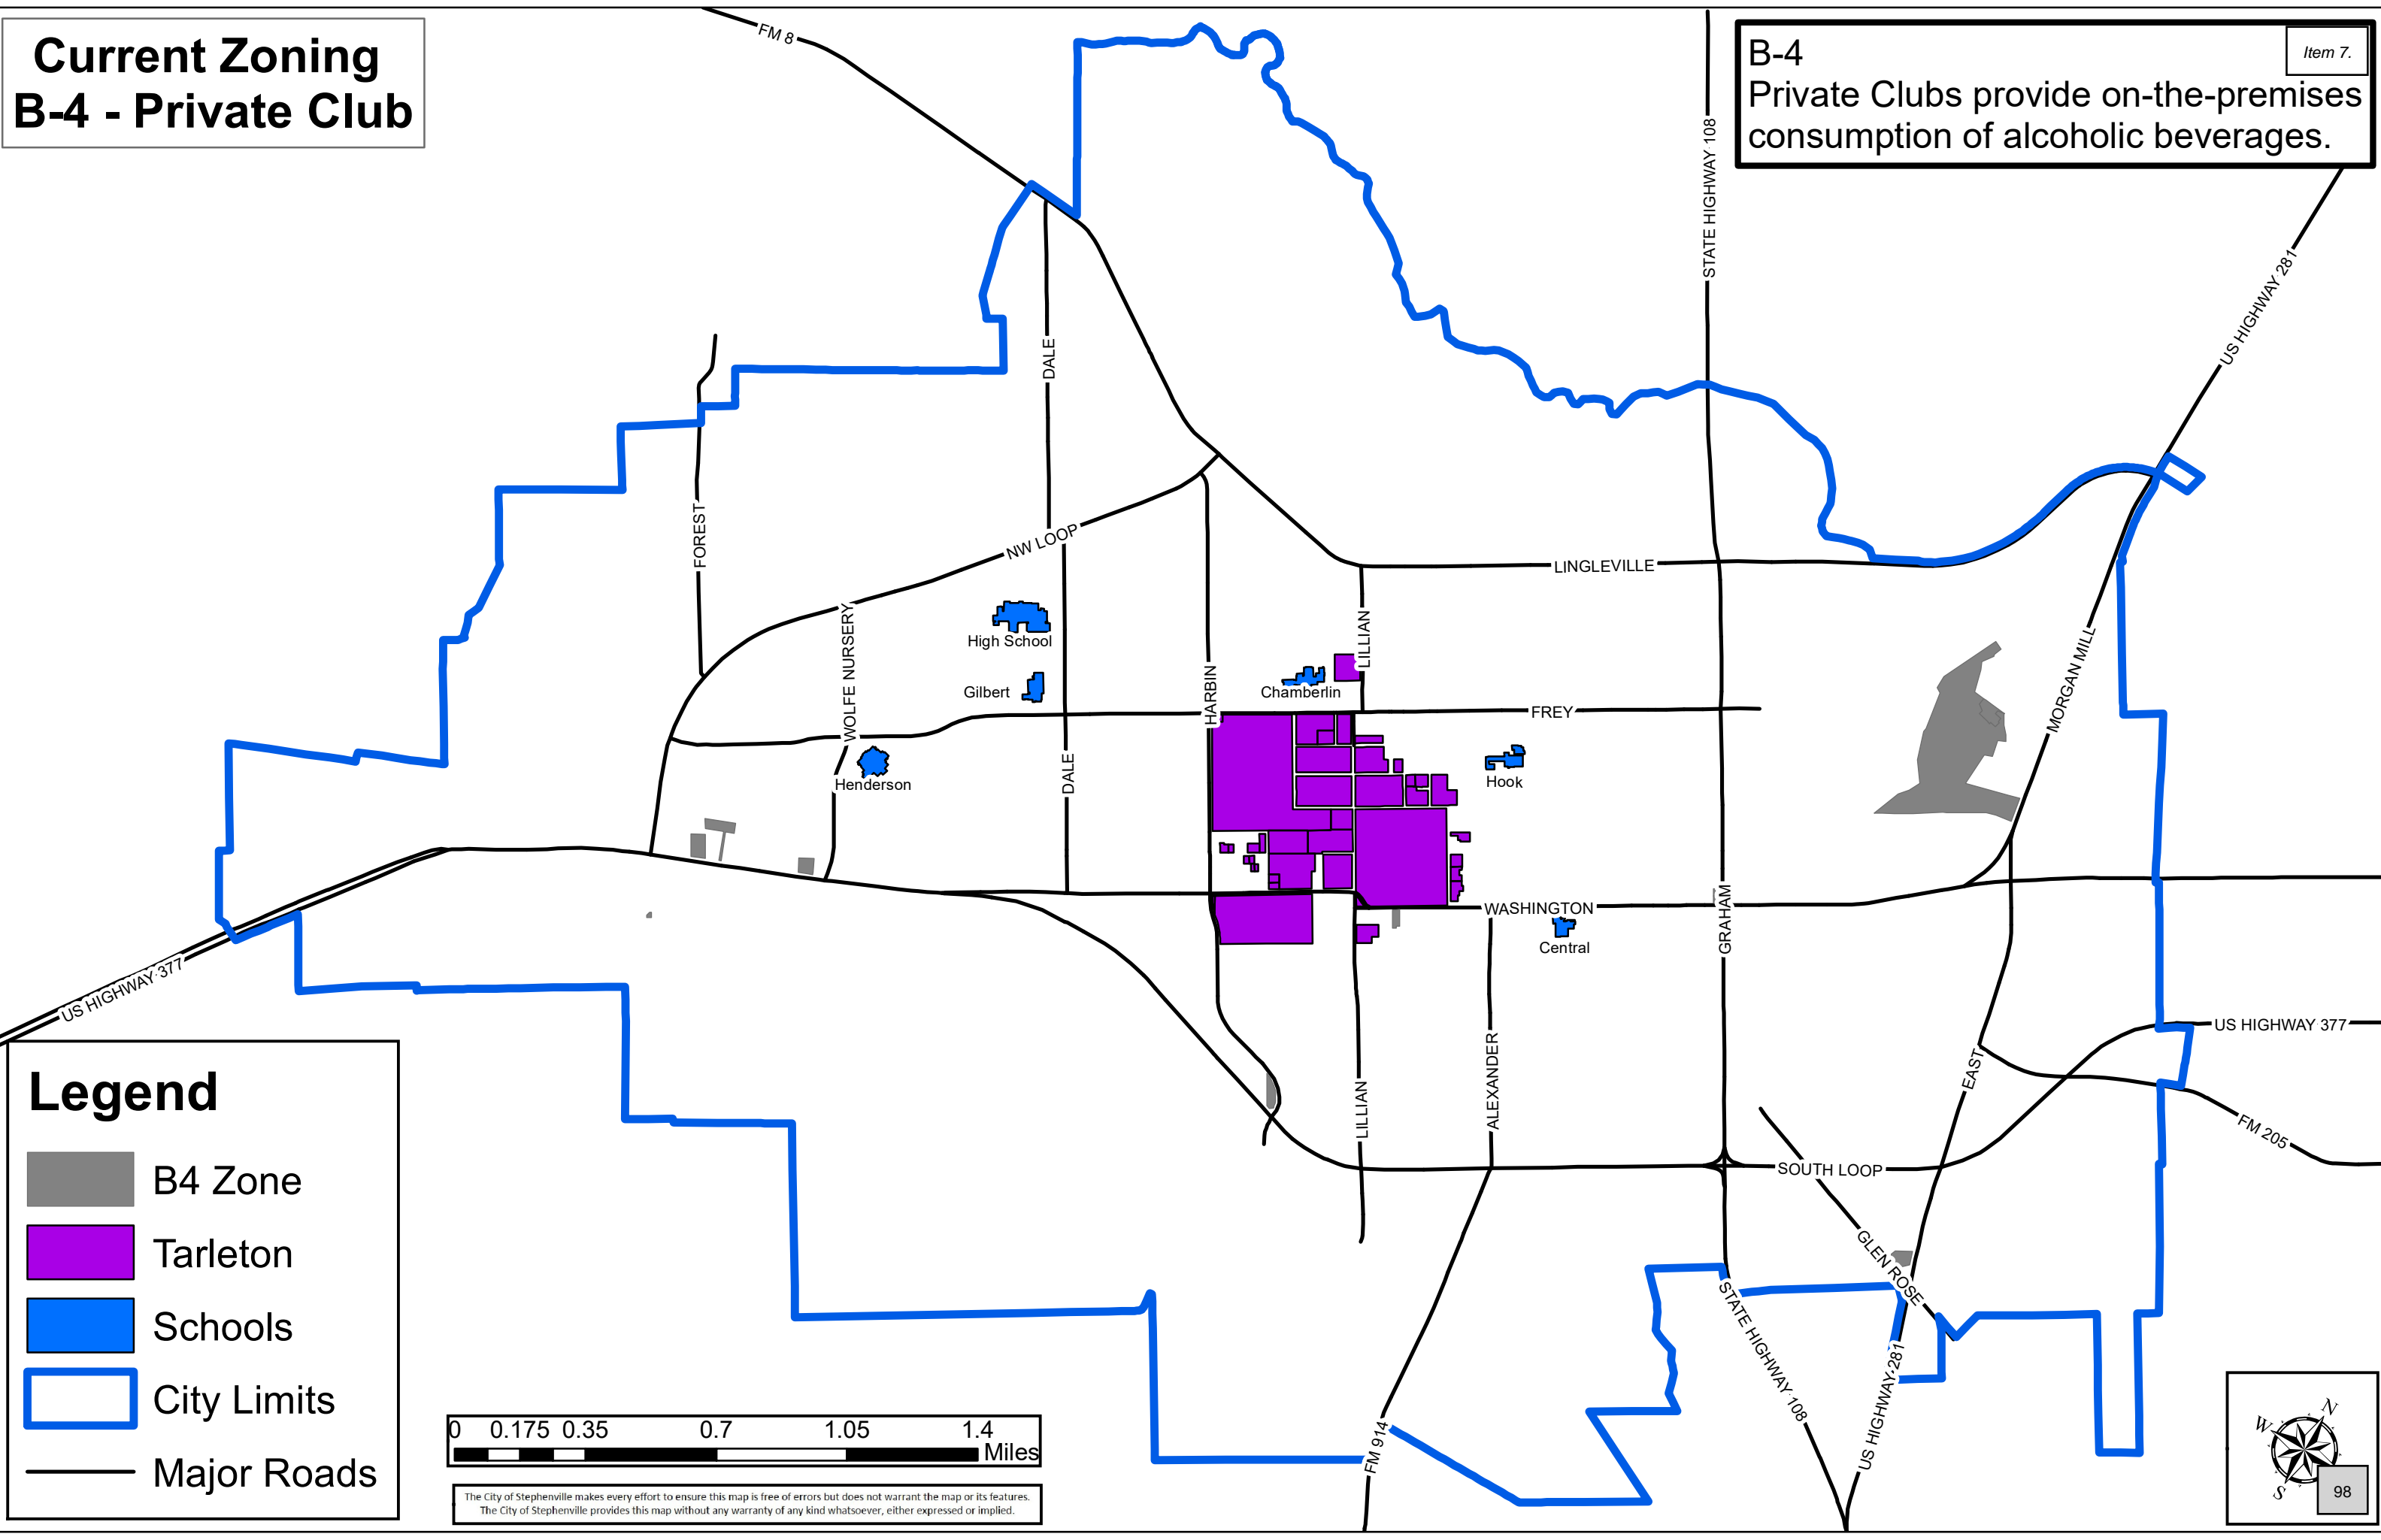 Current Zoning
B-4 - Private Club
B-4
Item 7.
Private Clubs provide on-the-premises
consumption of alcoholic beverages.
FM 8
STATE HIGHWAY 108
US HIGHWAY 281
DALE
FOREST
NW LOOP
LINGLEVILLE
WOLFE NURSERY
High School
LILLIAN
MORGAN MILL
Gilbert
HARBIN
Chamberlin
FREY
Henderson
DALE
Hook
WASHINGTON
GRAHAM
Central
US HIGHWAY 377
US HIGHWAY 377
ALEXANDER
LILLIAN
EAST
FM 205
SOUTH LOOP
GLEN ROSE
STATE HIGHWAY 108
US HIGHWAY 281
FM 914
Legend
B4 Zone
Tarleton
Schools
City Limits
Major Roads
0 0.175 0.35 0.7 1.05 1.4
Miles
The City of Stephenville makes every effort to ensure this map is free of errors but does not warrant the map or its features.
The City of Stephenville provides this map without any warranty of any kind whatsoever, either expressed or implied.
N
W
S
98